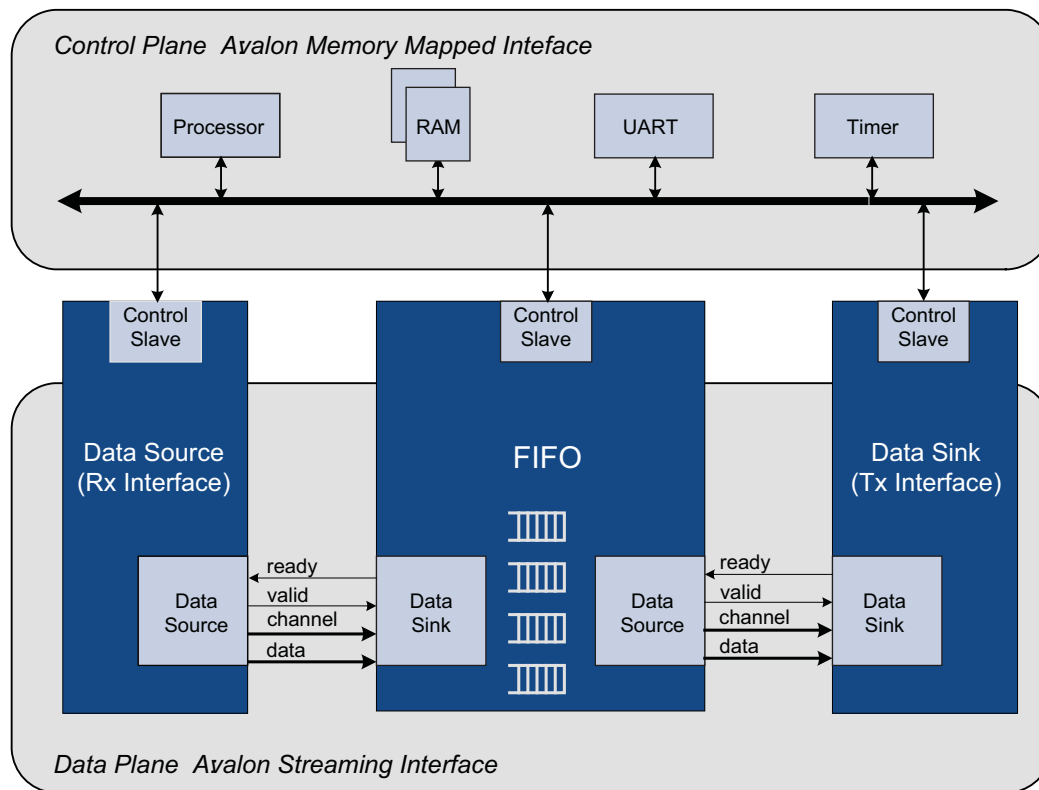 Control Plane Avalon Memory Mapped Inteface
Processor
RAM
UART
Timer
Control
Slave
Control
Slave
Control
Slave
Data Source
(Rx Interface)
FIFO
Data Sink
(Tx Interface)
ready
valid
channel
data
Data
Source
Data
Sink
Data
Source
ready
valid
channel
data
Data
Sink
Data Plane Avalon Streaming Interface